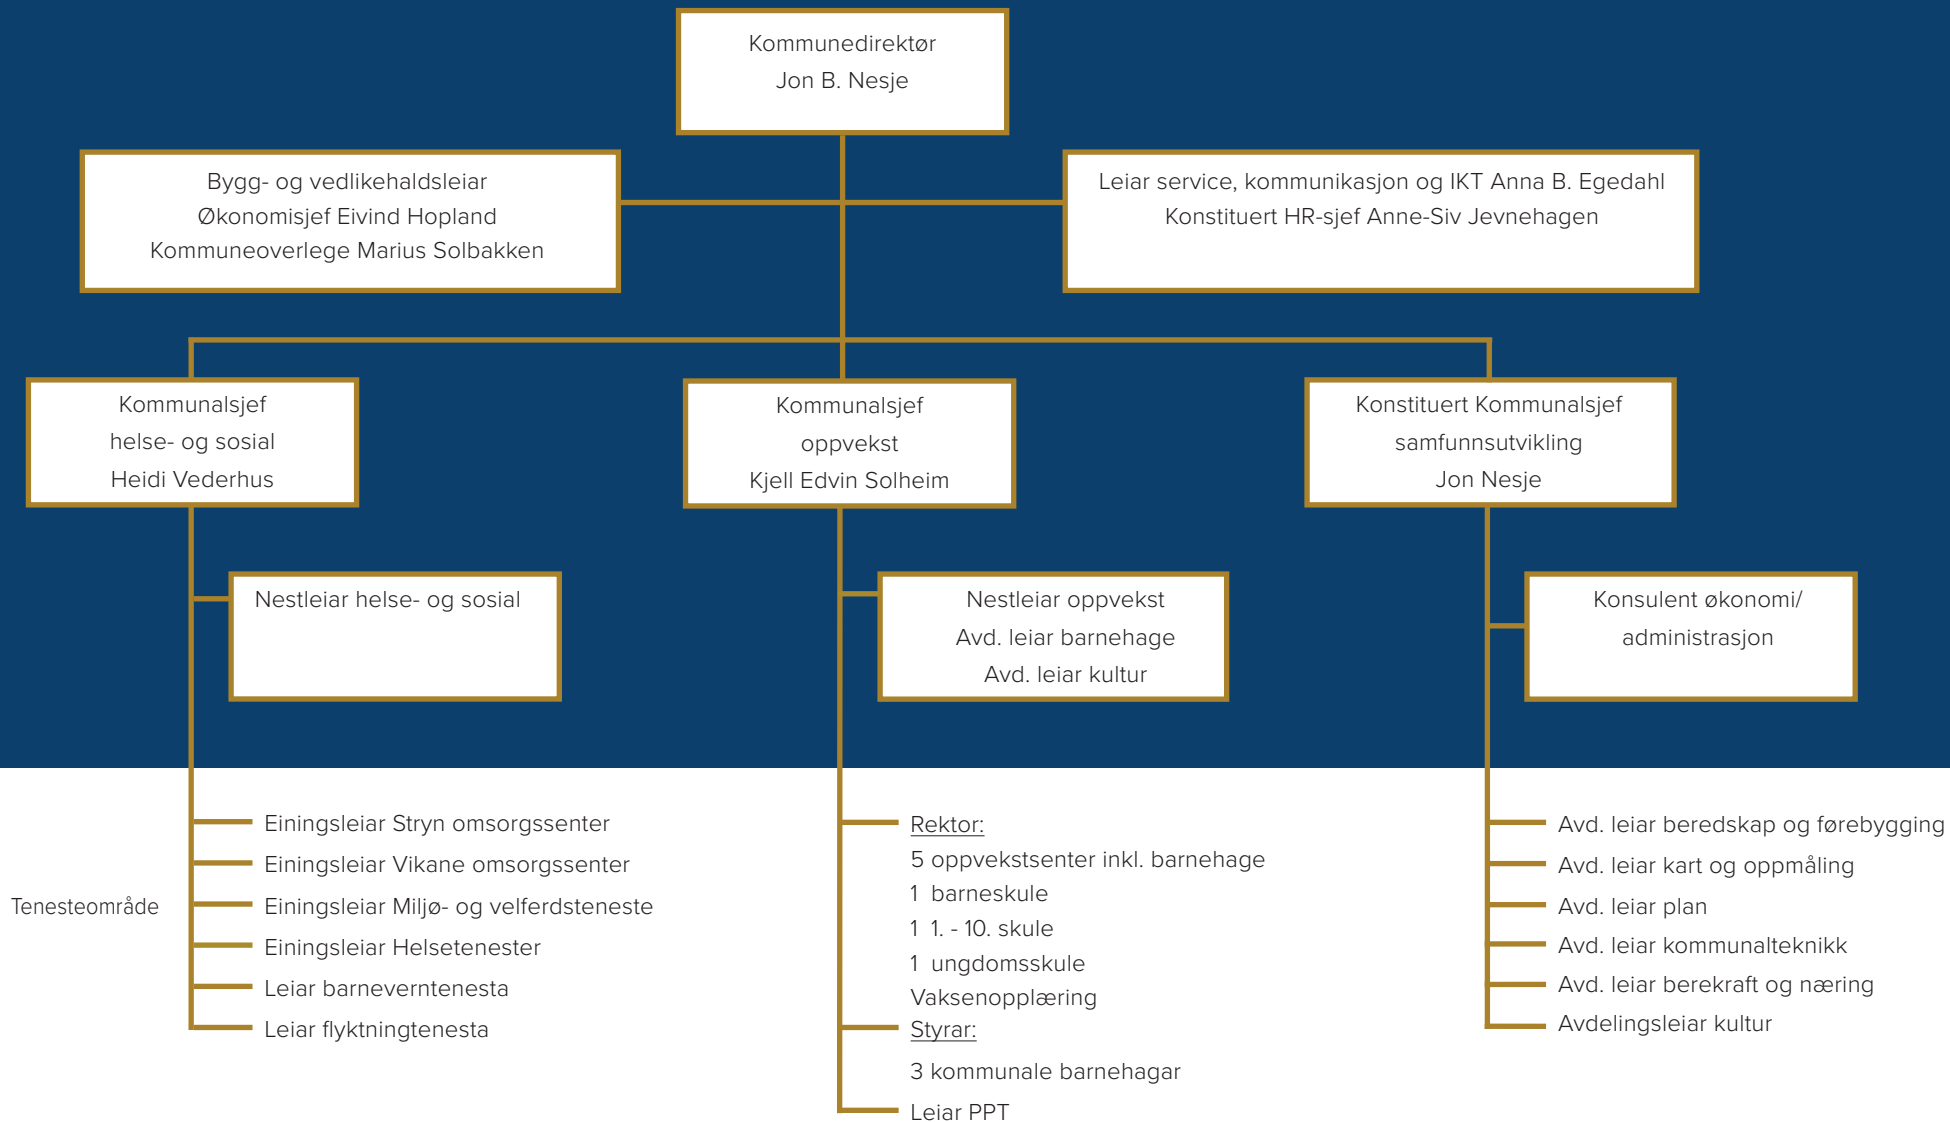 Kommunedirektør
Jon B. Nesje
Bygg- og vedlikehaldsleiar
Økonomisjef Eivind Hopland
Kommuneoverlege Marius Solbakken
Leiar service, kommunikasjon og IKT Anna B. Egedahl
Konstituert HR-sjef Anne-Siv Jevnehagen
Kommunalsjef
helse- og sosial
Heidi Vederhus
Kommunalsjef
oppvekst
Kjell Edvin Solheim
Konstituert Kommunalsjef
samfunnsutvikling
Jon Nesje
Nestleiar helse- og sosial
Nestleiar oppvekst
Avd. leiar barnehage
Avd. leiar kultur
Konsulent økonomi/
administrasjon
Tenesteområde
Einingsleiar Stryn omsorgssenter
Einingsleiar Vikane omsorgssenter
Einingsleiar Miljø- og velferdsteneste
Einingsleiar Helsetenester
Leiar barneverntenesta
Leiar flyktningtenesta
Rektor:
5 oppvekstsenter inkl. barnehage
1 barneskule
1 1. - 10. skule
1 ungdomsskule
Vaksenopplæring
Styrar:
3 kommunale barnehagar
Leiar PPT
Avd. leiar beredskap og førebygging
Avd. leiar kart og oppmåling
Avd. leiar plan
Avd. leiar kommunalteknikk
Avd. leiar berekraft og næring
Avdelingsleiar kultur